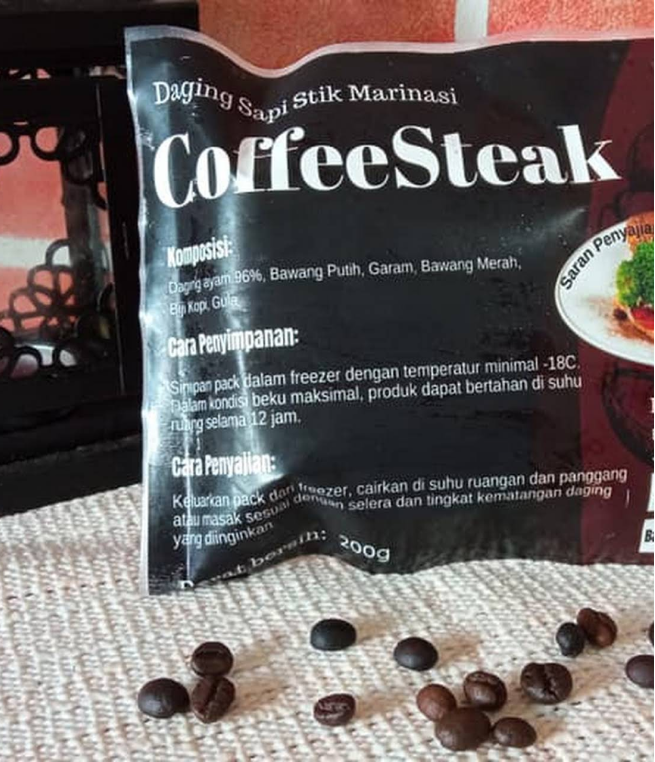 Daging Sapi Stik Marinasi
CoffeeSteak
Komposisi:
Daging ayam 96%, Bawang Putih, Garam, Bawang Merah,
Biji Kopi, Gula
Cara Penyimpanan:
Simpan pack dalam freezer dengan temperatur minimal -18C.
Dalam kondisi beku maksimal, produk dapat bertahan di suhu
ruang selama 12 jam.
Cara Penyajian:
Keluarkan pack dari freezer, cairkan di suhu ruangan dan panggang
atau masak sesuai dengan selera dan tingkat kematangan daging
yang diinginkan
bersih: 200g
Saran Penyajia
Ba